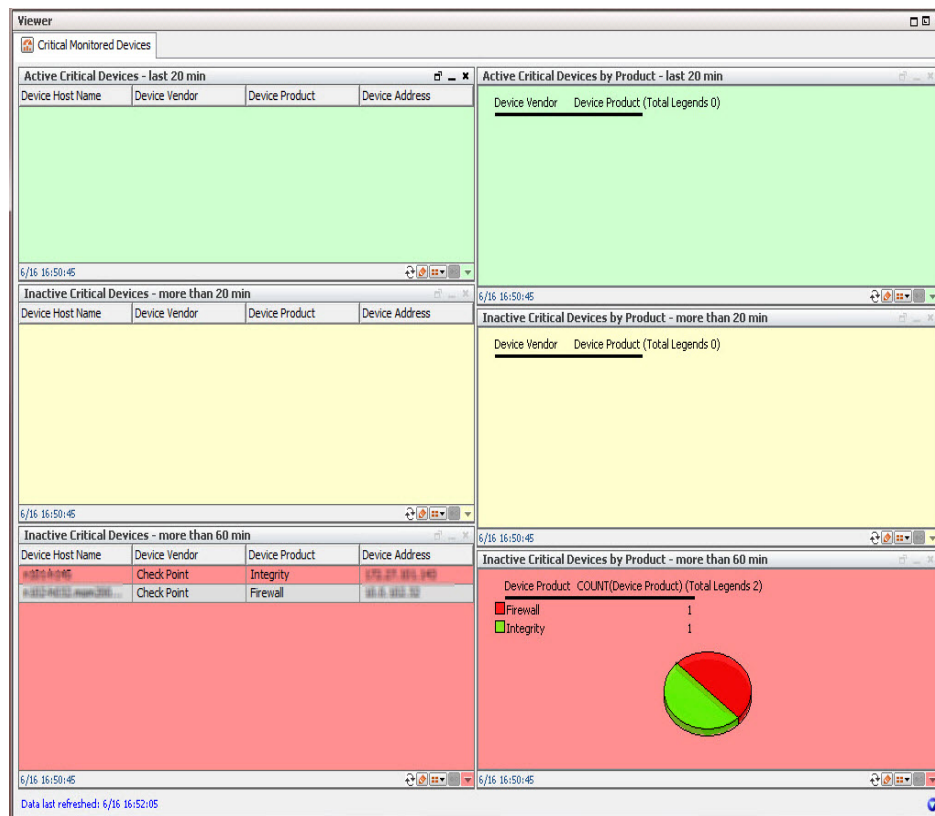 Viewer
Critical Monitored Devices
Active Critical Devices - last 20 min
Device Host Name Device Vendor Device Product Device Address
6/16 16:50:45
Active Critical Devices by Product - last 20 min
Device Vendor Device Product (Total Legends 0)
6/16 16:50:45
Inactive Critical Devices - more than 20 min
Device Host Name Device Vendor Device Product Device Address
6/16 16:50:45
Inactive Critical Devices by Product - more than 20 min
Device Vendor Device Product (Total Legends 0)
6/16 16:50:45
Inactive Critical Devices - more than 60 min
Device Host Name Device Vendor Device Product Device Address
Check Point Integrity
Check Point Firewall
6/16 16:50:45
Inactive Critical Devices by Product - more than 60 min
Device Product COUNT(Device Product) (Total Legends 2)
Firewall 1
Integrity 1
6/16 16:50:45
Data last refreshed: 6/16 16:52:05